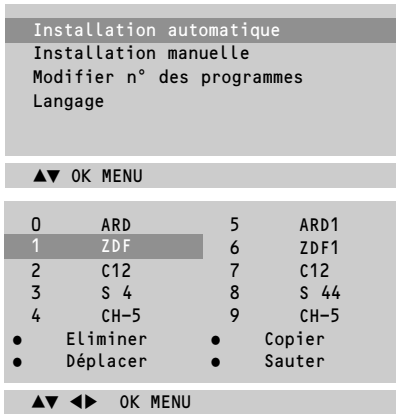 Installation automatique
Installation manuelle
Modifier n° des programmes
Langage
▲▼ OK MENU
0 ARD 5 ARD1
1 ZDF 6 ZDF1
2 C12 7 C12
3 S 4 8 S 44
4 CH-5 9 CH-5
● Eliminer ● Copier
● Déplacer ● Sauter
▲▼ ◀▶ OK MENU